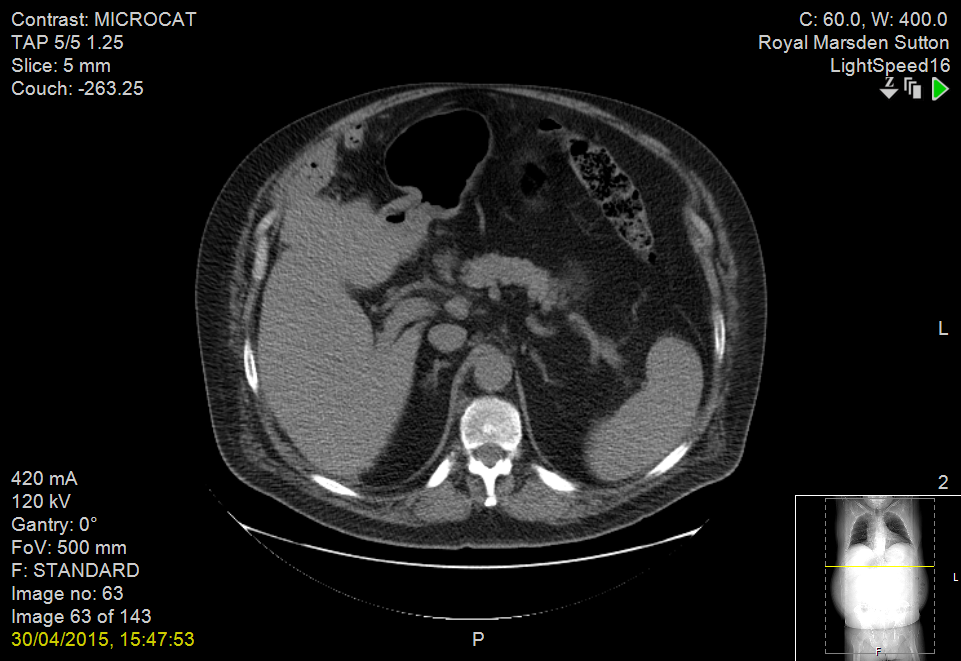 Contrast: MICROCAT
TAP 5/5 1.25
Slice: 5 mm
Couch: -263.25
C: 60.0, W: 400.0
Royal Marsden Sutton
LightSpeed16
Z
L
2
420 mA
120 kV
Gantry: 0°
FoV: 500 mm
F: STANDARD
Image no: 63
Image 63 of 143
30/04/2015, 15:47:53
P
L
F